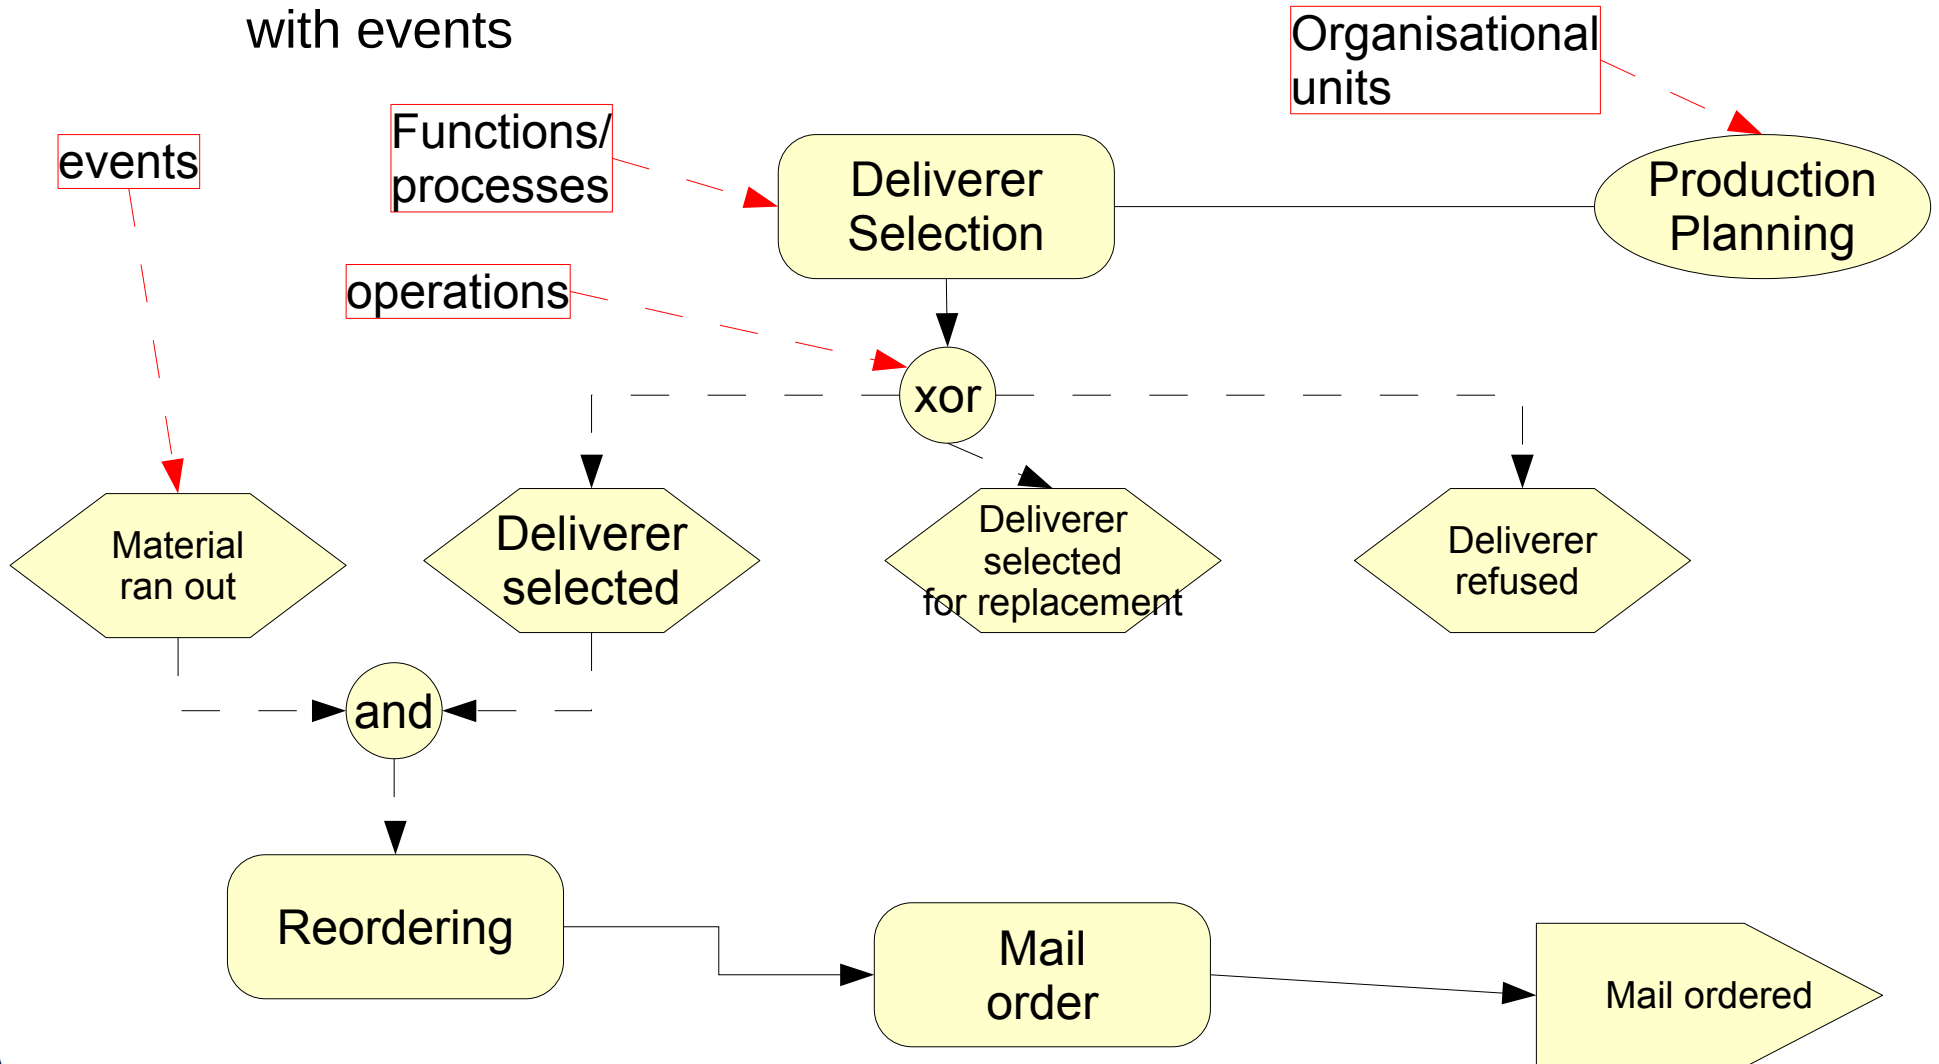 with events
Organisational
units
Functions/
processes
events
Deliverer
Selection
Production
Planning
operations
xor
Material
ran out
Deliverer
selected
Deliverer
selected
for replacement
Deliverer
refused
and
Reordering
Mail
order
Mail ordered